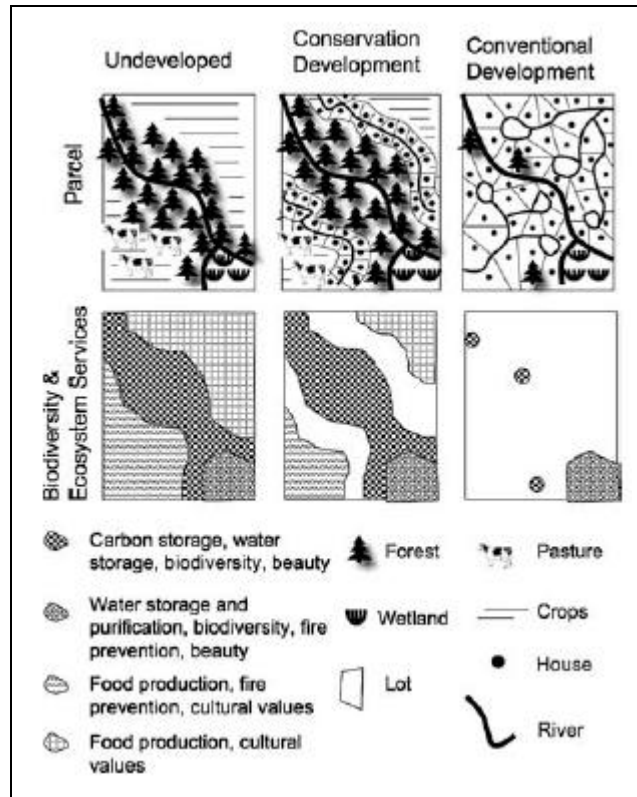 Undeveloped
Conservation
Development
Conventional
Development
Parcel
Biodiversity &
Ecosystem Services
Carbon storage, water
storage, biodiversity, beauty
Water storage and
purification, biodiversity, fire
prevention, beauty
Food production, fire
prevention, cultural values
Food production, cultural
values
Forest
Wetland
Lot
Pasture
Crops
House
River